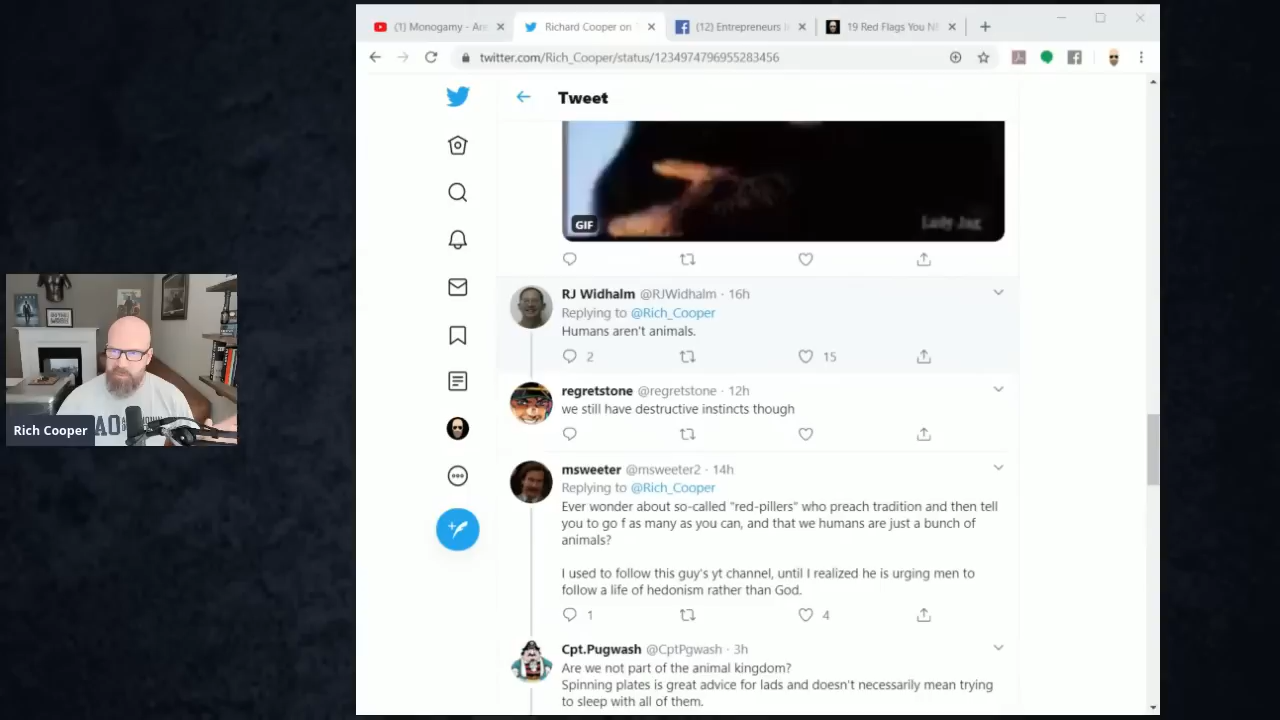 (1) Monogamy - Are
Richard Cooper on
(12) Entrepreneurs I
19 Red Flags You N
twitter.com/Rich_Cooper/status/1234974796955283456
Tweet
GIF
Lady Jag
RJ Widhalm @RJWidhalm · 16h
Replying to @Rich_Cooper
Humans aren't animals.
2
15
regretstone @regretstone · 12h
we still have destructive instincts though
msweeter @msweeter2 · 14h
Replying to @Rich_Cooper
Ever wonder about so-called "red-pillers" who preach tradition and then tell
you to go f as many as you can, and that we humans are just a bunch of
animals?
I used to follow this guy's yt channel, until I realized he is urging men to
follow a life of hedonism rather than God.
1
4
Cpt.Pugwash @CptPgwash · 3h
Are we not part of the animal kingdom?
Spinning plates is great advice for lads and doesn't necessarily mean trying
to sleep with all of them.
Rich Cooper